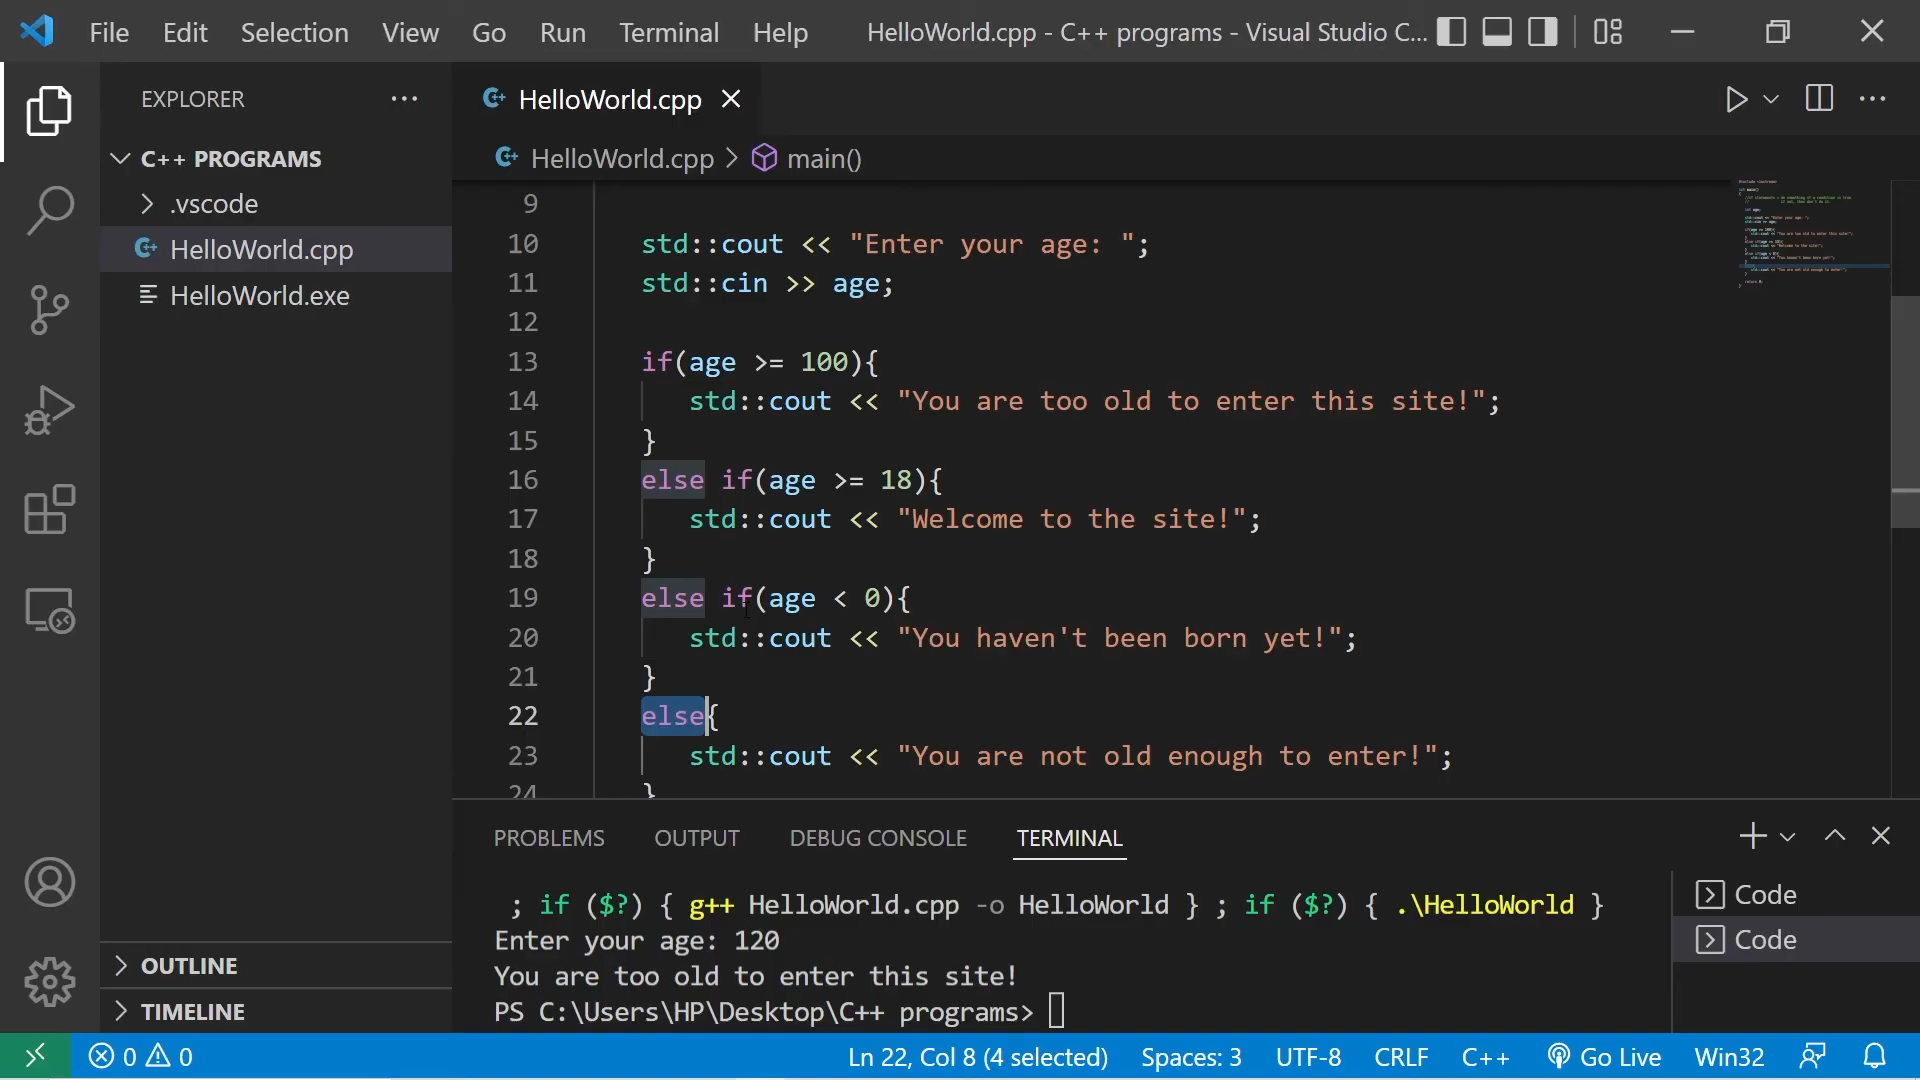 File Edit Selection View Go Run Terminal Help HelloWorld.cpp - C++ programs - Visual Studio C...
EXPLORER
C++ PROGRAMS
.vscode
HelloWorld.cpp
HelloWorld.exe
OUTLINE
TIMELINE
HelloWorld.cpp
HelloWorld.cpp > main()
9
10 std::cout << "Enter your age: ";
11 std::cin >> age;
12
13 if(age >= 100){
14 std::cout << "You are too old to enter this site!";
15 }
16 else if(age >= 18){
17 std::cout << "Welcome to the site!";
18 }
19 else if(age < 0){
20 std::cout << "You haven't been born yet!";
21 }
22 else{
23 std::cout << "You are not old enough to enter!";
24 }
PROBLEMS OUTPUT DEBUG CONSOLE TERMINAL
; if ($?) { g++ HelloWorld.cpp -o HelloWorld } ; if ($?) { .\HelloWorld }
Enter your age: 120
You are too old to enter this site!
PS C:\Users\HP\Desktop\C++ programs>
Code
Code
0 0 Ln 22, Col 8 (4 selected) Spaces: 3 UTF-8 CRLF C++ Go Live Win32